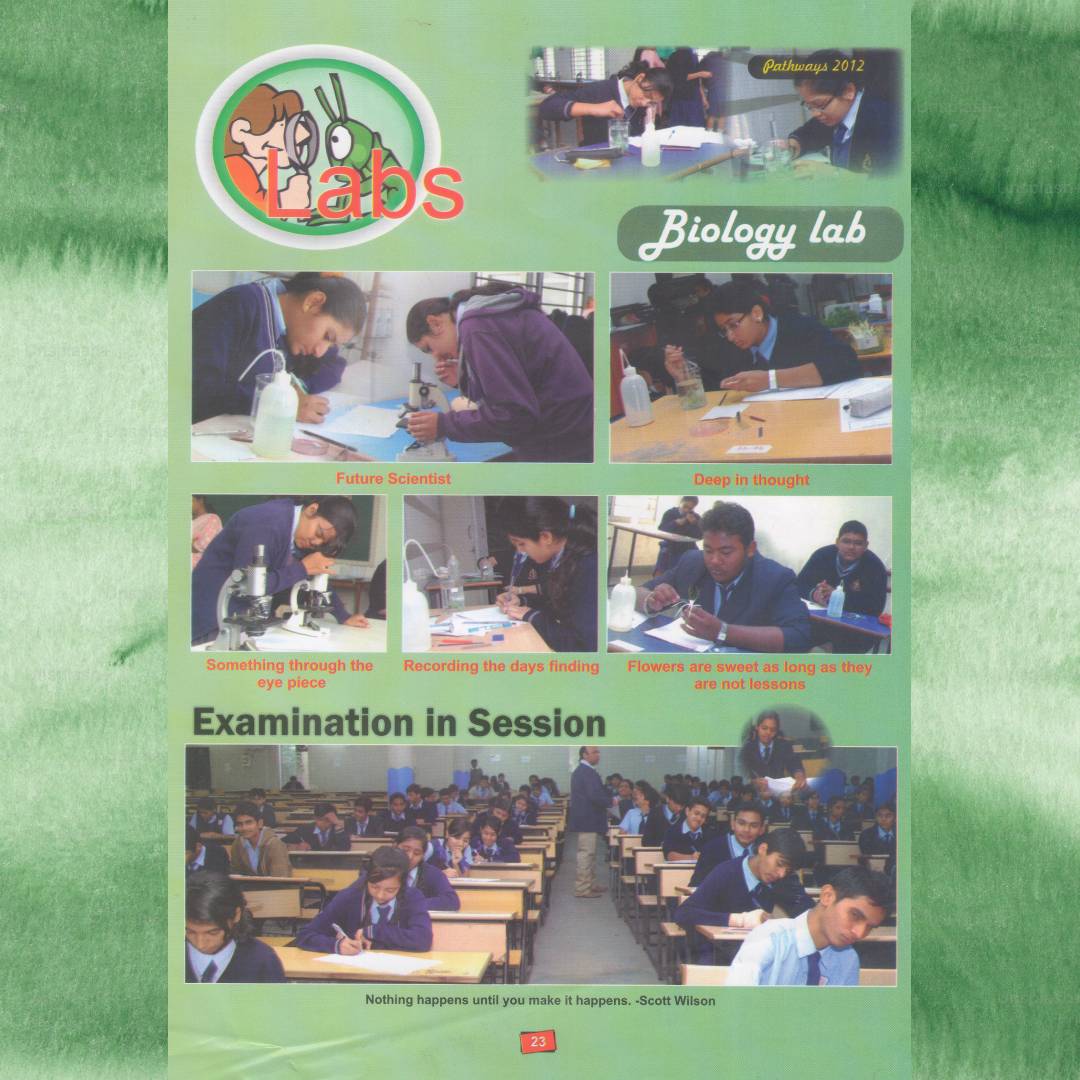 Labs
Pathways 2012
Biology lab
Future Scientist
Deep in thought
Something through the
eye piece
Recording the days finding
Flowers are sweet as long as they
are not lessons
Examination in Session
Nothing happens until you make it happens. -Scott Wilson
23